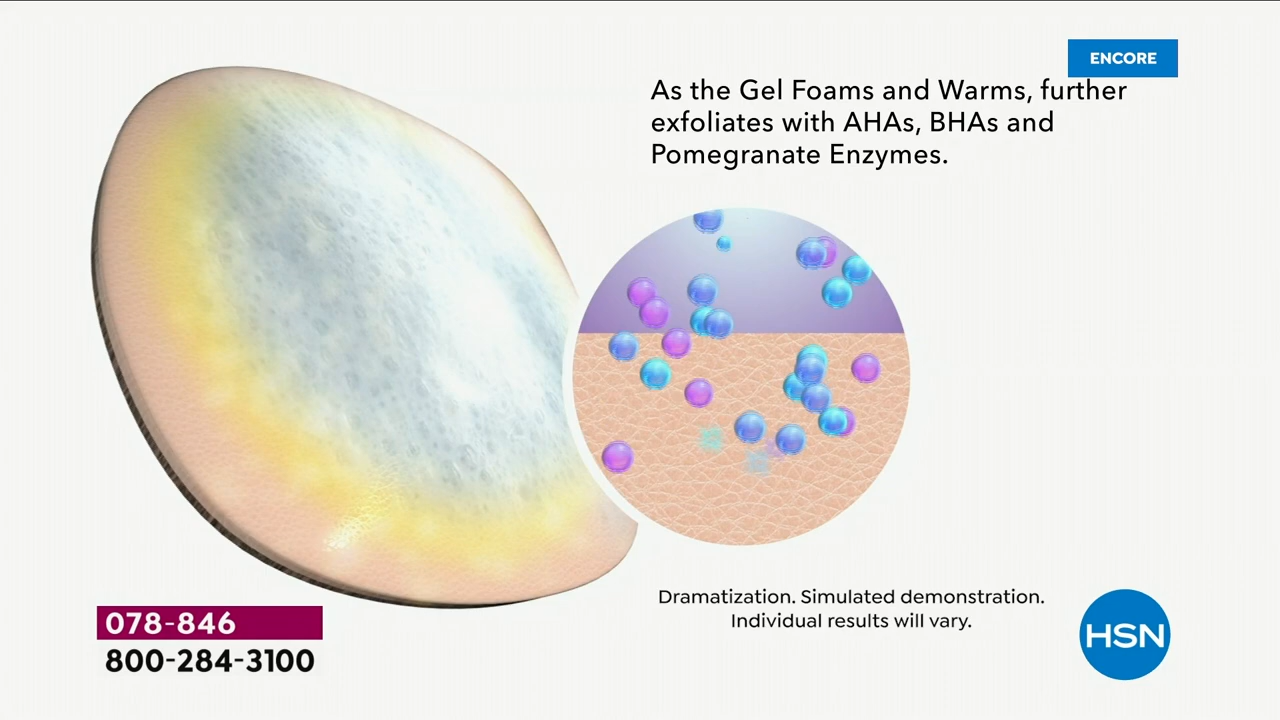 ENCORE
As the Gel Foams and Warms, further
exfoliates with AHAs, BHAs and
Pomegranate Enzymes.
Dramatization. Simulated demonstration.
Individual results will vary.
078-846
800-284-3100
HSN